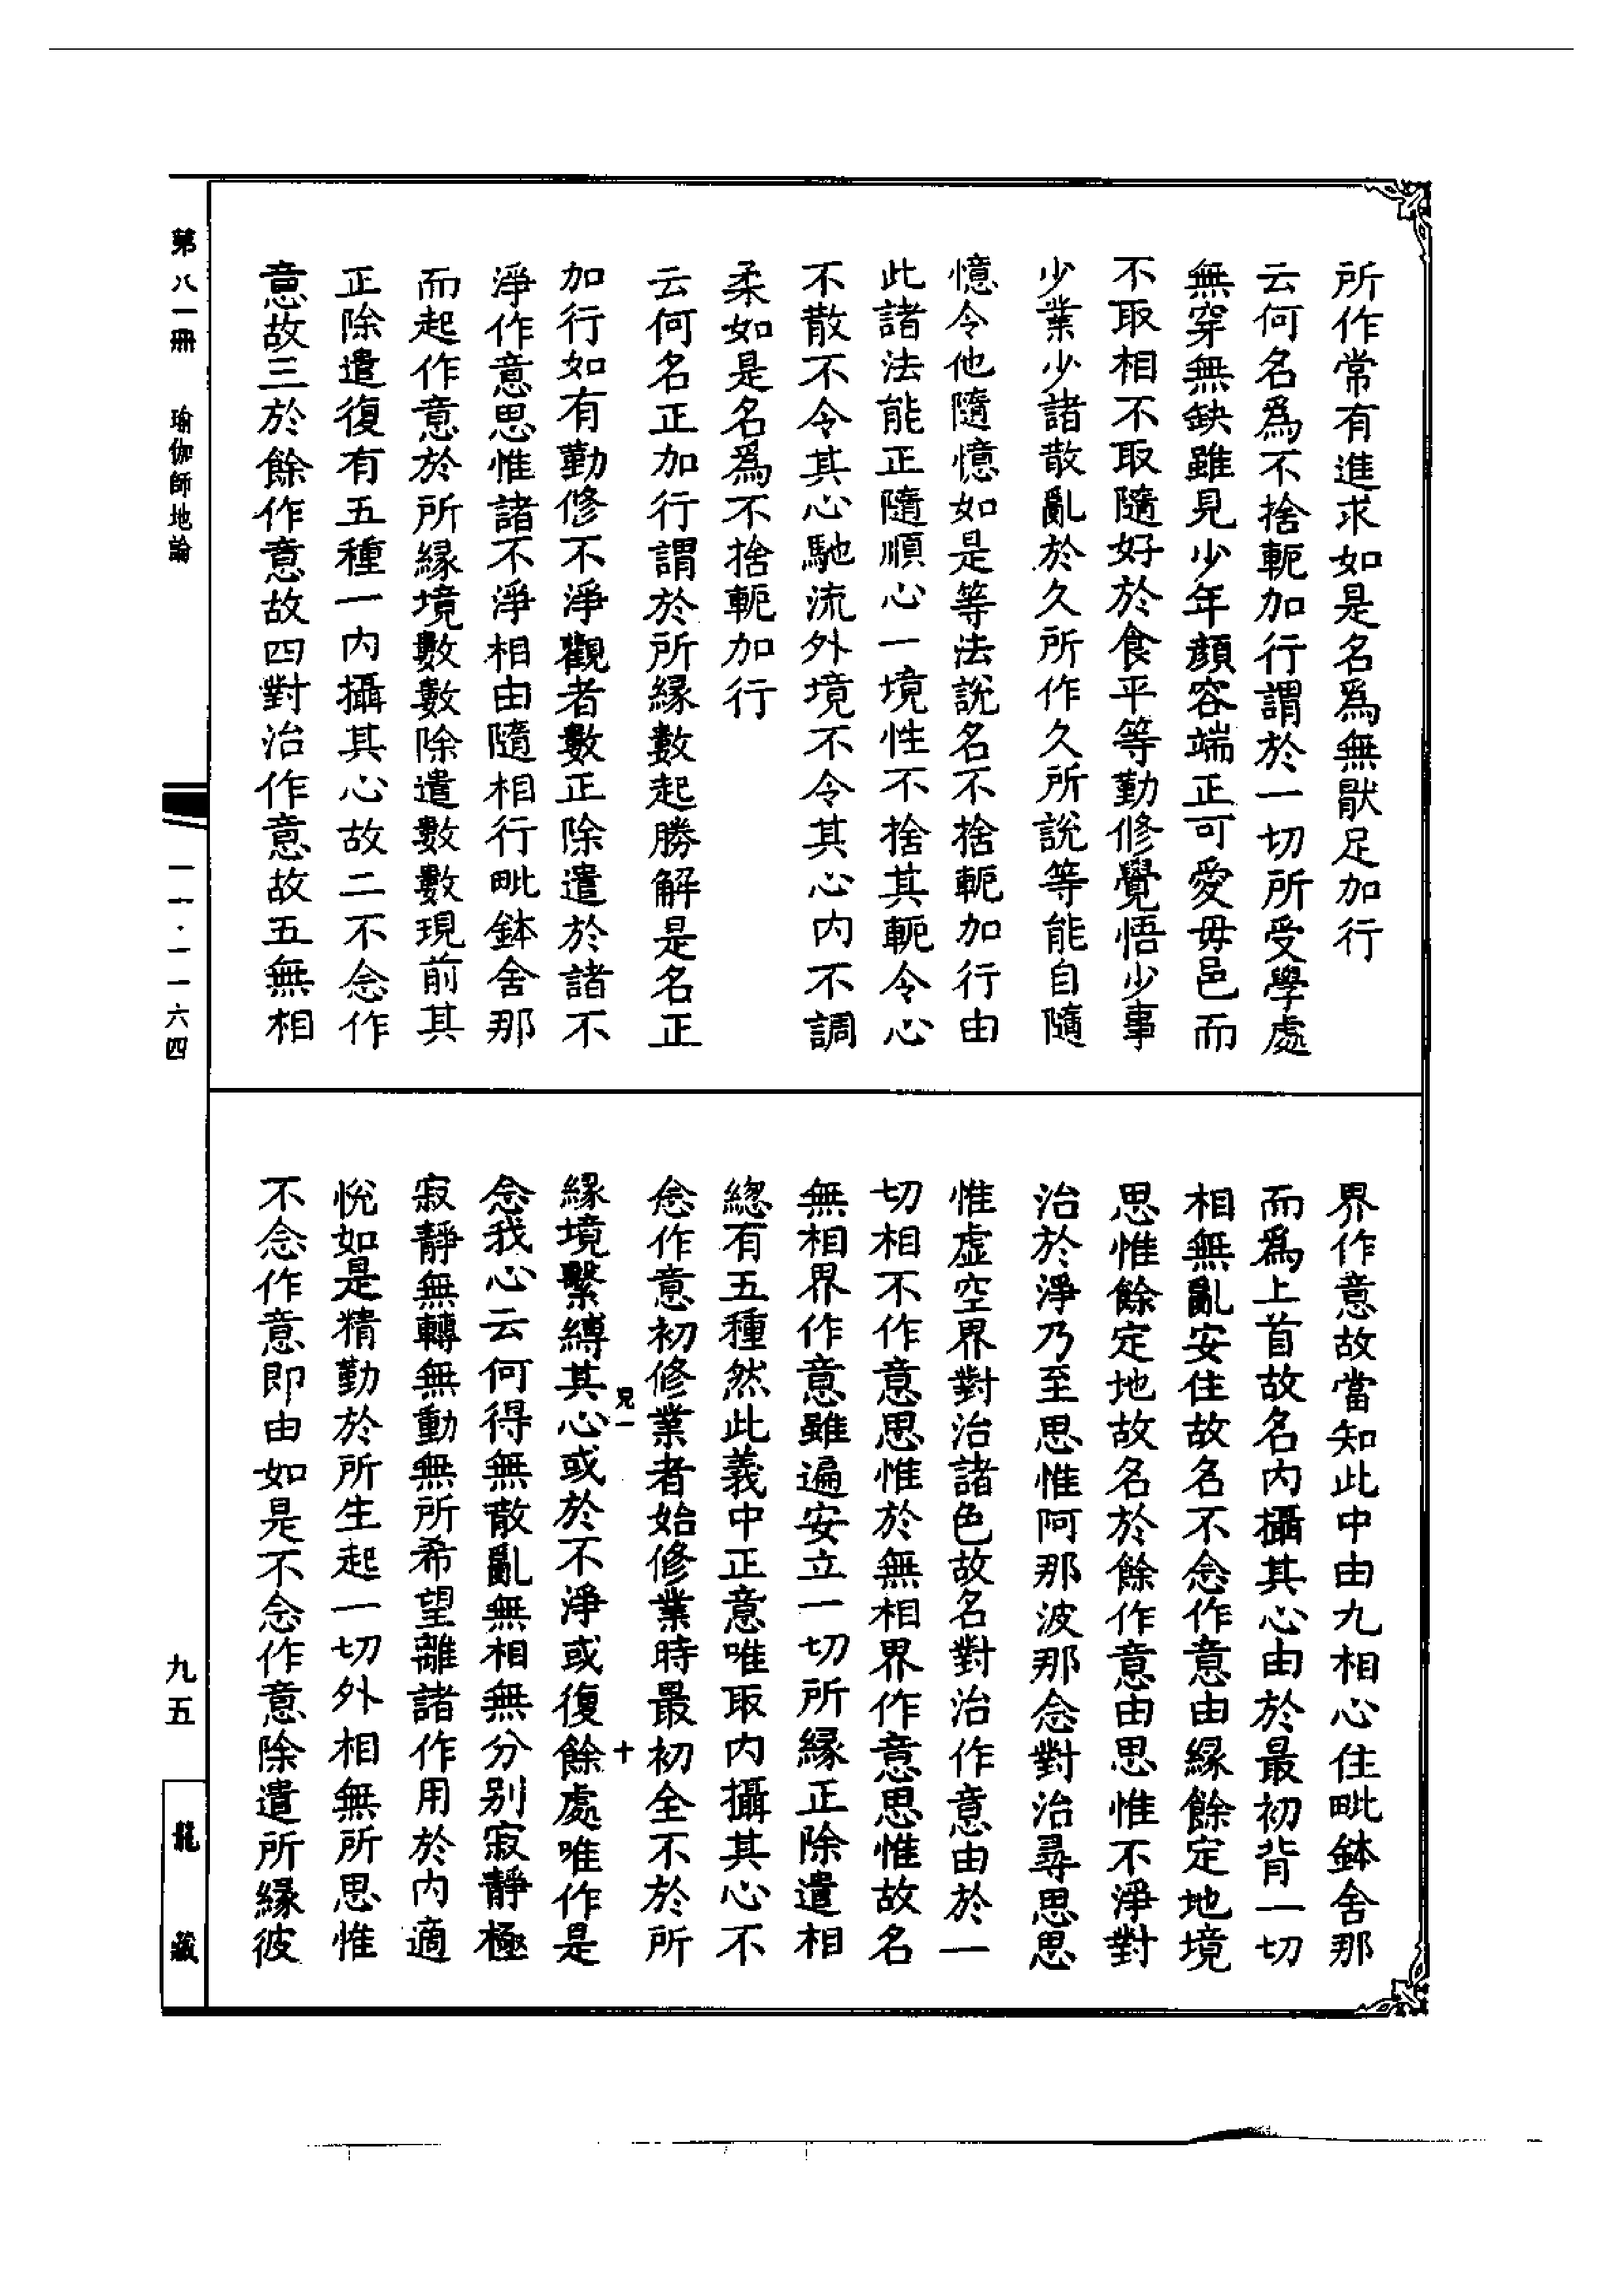 所作常有進求如是名爲無猒足加行
云何名爲不捨軛加行謂於一切所受學處
無穿無缺雖見少年顏容端正可愛母邑而
不取相不取隨好於食平等勤修覺悟少事
少業少諸散亂於久所作久所說等能自隨
憶令他隨憶如是等法說名不捨軛加行由
此諸法能正隨順心一境性不捨其軛令心
不散不令其心馳流外境不令其心內不調
柔如是名爲不捨軛加行
云何名正加行謂於所緣數起勝解是名正
加行如有勤修不淨觀者數正除遣於諸不
淨作意思惟諸不淨相由隨相行毗鉢舍那
而起作意於所緣境數數除遣數數現前其
正除遣復有五種一內攝其心故二不念作
意故三於餘作意故四對治作意故五無相
界作意故當知此中由九相心住毗鉢舍那
而爲上首故名內攝其心由於最初背一切
相無亂安住故名不念作意由緣餘定地境
思惟餘定地故名於餘作意由思惟不淨對
治於淨乃至思惟阿那波那念對治尋思思
惟虛空界對治諸色故名對治作意由於一
切相不作意思惟於無相界作意思惟故名
無相界作意雖遍安立一切所緣正除遣相
總有五種然此義中正意唯取內攝其心不
念作意初修業者始修業時最初全不於所
兄一 十
緣境繫縛其心或於不淨或復餘處唯作是
念我心云何得無散亂無相無分別寂靜極
寂靜無轉無動無所希望離諸作用於內適
悅如是精勤於所生起一切外相無所思惟
不念作意即由如是不念作意除遣所緣彼
第八一冊 瑜伽師地論
一一一·一一六四
九五
龍藏